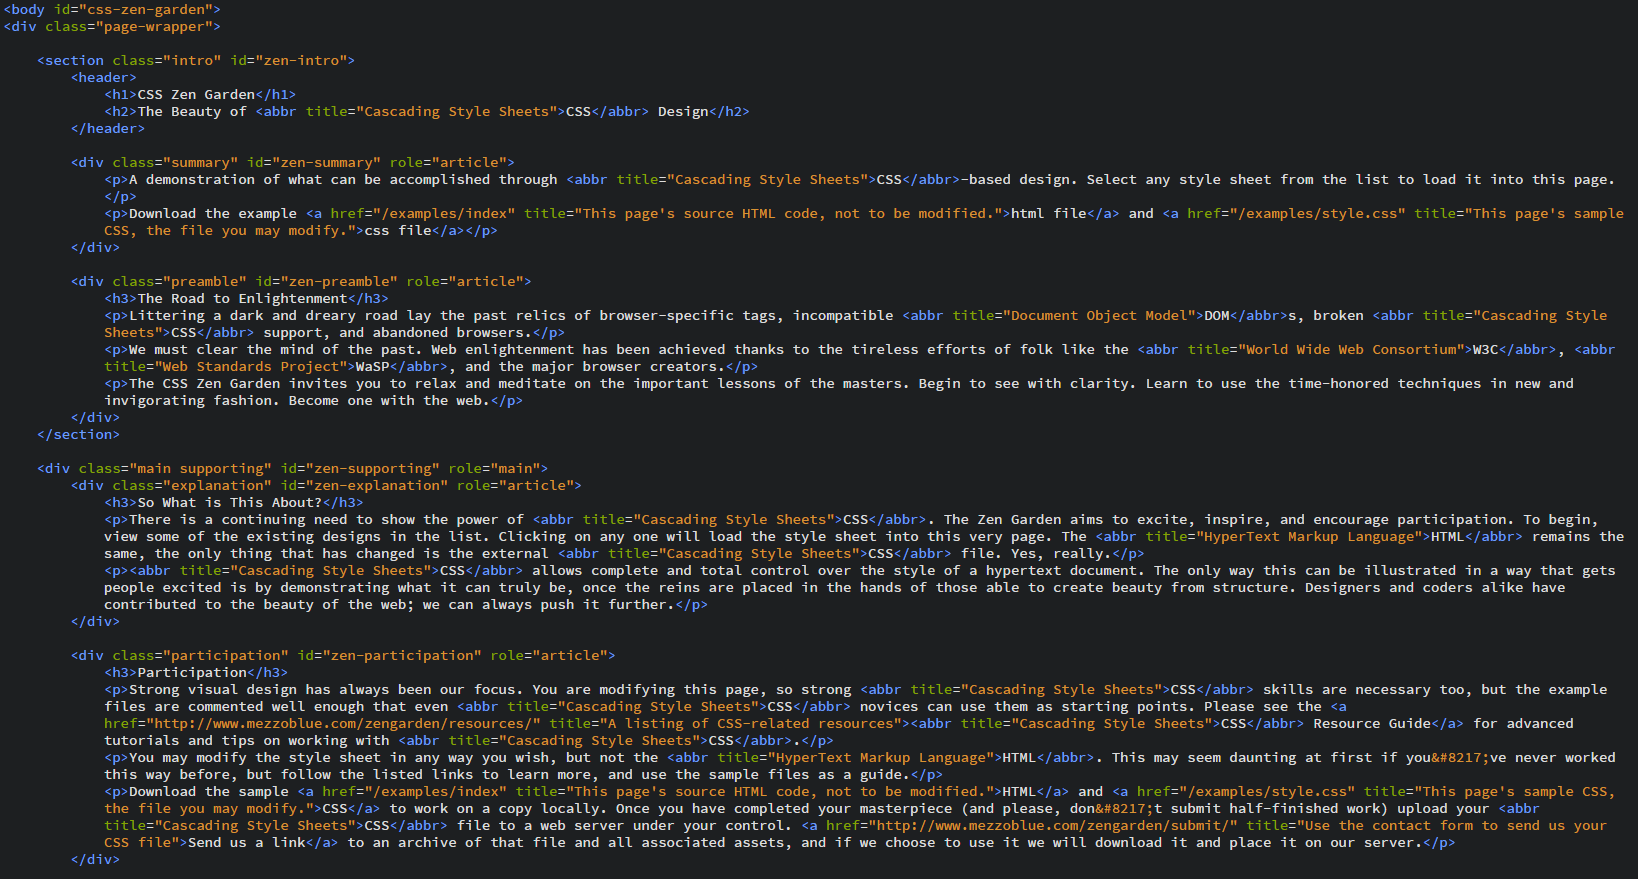 <body id="css-zen-garden">
<div class="page-wrapper">
<section class="intro" id="zen-intro">
<header>
<h1>CSS Zen Garden</h1>
<h2>The Beauty of <abbr title="Cascading Style Sheets">CSS</abbr> Design</h2>
</header>
<div class="summary" id="zen-summary" role="article">
<p>A demonstration of what can be accomplished through <abbr title="Cascading Style Sheets">CSS</abbr>-based design. Select any style sheet from the list to load it into this page.
</p>
<p>Download the example <a href="/examples/index" title="This page's source HTML code, not to be modified.">html file</a> and <a href="/examples/style.css" title="This page's sample
CSS, the file you may modify.">css file</a></p>
</div>
<div class="preamble" id="zen-preamble" role="article">
<h3>The Road to Enlightenment</h3>
<p>Littering a dark and dreary road lay the past relics of browser-specific tags, incompatible <abbr title="Document Object Model">DOM</abbr>s, broken <abbr title="Cascading Style
Sheets">CSS</abbr> support, and abandoned browsers.</p>
<p>We must clear the mind of the past. Web enlightenment has been achieved thanks to the tireless efforts of folk like the <abbr title="World Wide Web Consortium">W3C</abbr>, <abbr
title="Web Standards Project">WaSP</abbr>, and the major browser creators.</p>
<p>The CSS Zen Garden invites you to relax and meditate on the important lessons of the masters. Begin to see with clarity. Learn to use the time-honored techniques in new and
invigorating fashion. Become one with the web.</p>
</div>
</section>
<div class="main supporting" id="zen-supporting" role="main">
<div class="explanation" id="zen-explanation" role="article">
<h3>So What is This About?</h3>
<p>There is a continuing need to show the power of <abbr title="Cascading Style Sheets">CSS</abbr>. The Zen Garden aims to excite, inspire, and encourage participation. To begin,
view some of the existing designs in the list. Clicking on any one will load the style sheet into this very page. The <abbr title="HyperText Markup Language">HTML</abbr> remains the
same, the only thing that has changed is the external <abbr title="Cascading Style Sheets">CSS</abbr> file. Yes, really.</p>
<p><abbr title="Cascading Style Sheets">CSS</abbr> allows complete and total control over the style of a hypertext document. The only way this can be illustrated in a way that gets
people excited is by demonstrating what it can truly be, once the reins are placed in the hands of those able to create beauty from structure. Designers and coders alike have
contributed to the beauty of the web; we can always push it further.</p>
</div>
<div class="participation" id="zen-participation" role="article">
<h3>Participation</h3>
<p>Strong visual design has always been our focus. You are modifying this page, so strong <abbr title="Cascading Style Sheets">CSS</abbr> skills are necessary too, but the example
files are commented well enough that even <abbr title="Cascading Style Sheets">CSS</abbr> novices can use them as starting points. Please see the <a
href="http://www.mezzoblue.com/zengarden/resources/" title="A listing of CSS-related resources"><abbr title="Cascading Style Sheets">CSS</abbr> Resource Guide</a> for advanced
tutorials and tips on working with <abbr title="Cascading Style Sheets">CSS</abbr>.</p>
<p>You may modify the style sheet in any way you wish, but not the <abbr title="HyperText Markup Language">HTML</abbr>. This may seem daunting at first if you&#8217;ve never worked
this way before, but follow the listed links to learn more, and use the sample files as a guide.</p>
<p>Download the sample <a href="/examples/index" title="This page's source HTML code, not to be modified.">HTML</a> and <a href="/examples/style.css" title="This page's sample CSS,
the file you may modify.">CSS</a> to work on a copy locally. Once you have completed your masterpiece (and please, don&#8217;t submit half-finished work) upload your <abbr
title="Cascading Style Sheets">CSS</abbr> file to a web server under your control. <a href="http://www.mezzoblue.com/zengarden/submit/" title="Use the contact form to send us your
CSS file">Send us a link</a> to an archive of that file and all associated assets, and if we choose to use it we will download it and place it on our server.</p>
</div>